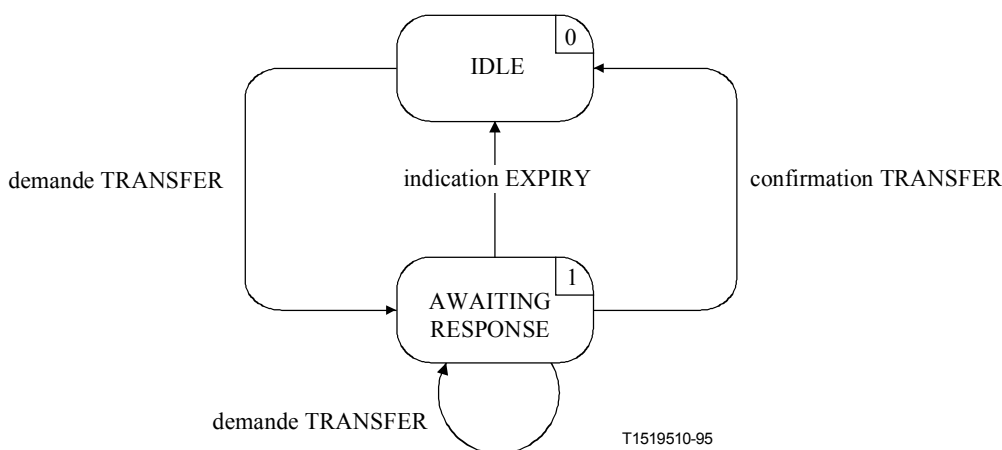 0
IDLE
demande TRANSFER
indication EXPIRY
confirmation TRANSFER
1
AWAITING
RESPONSE
demande TRANSFER
T1519510-95